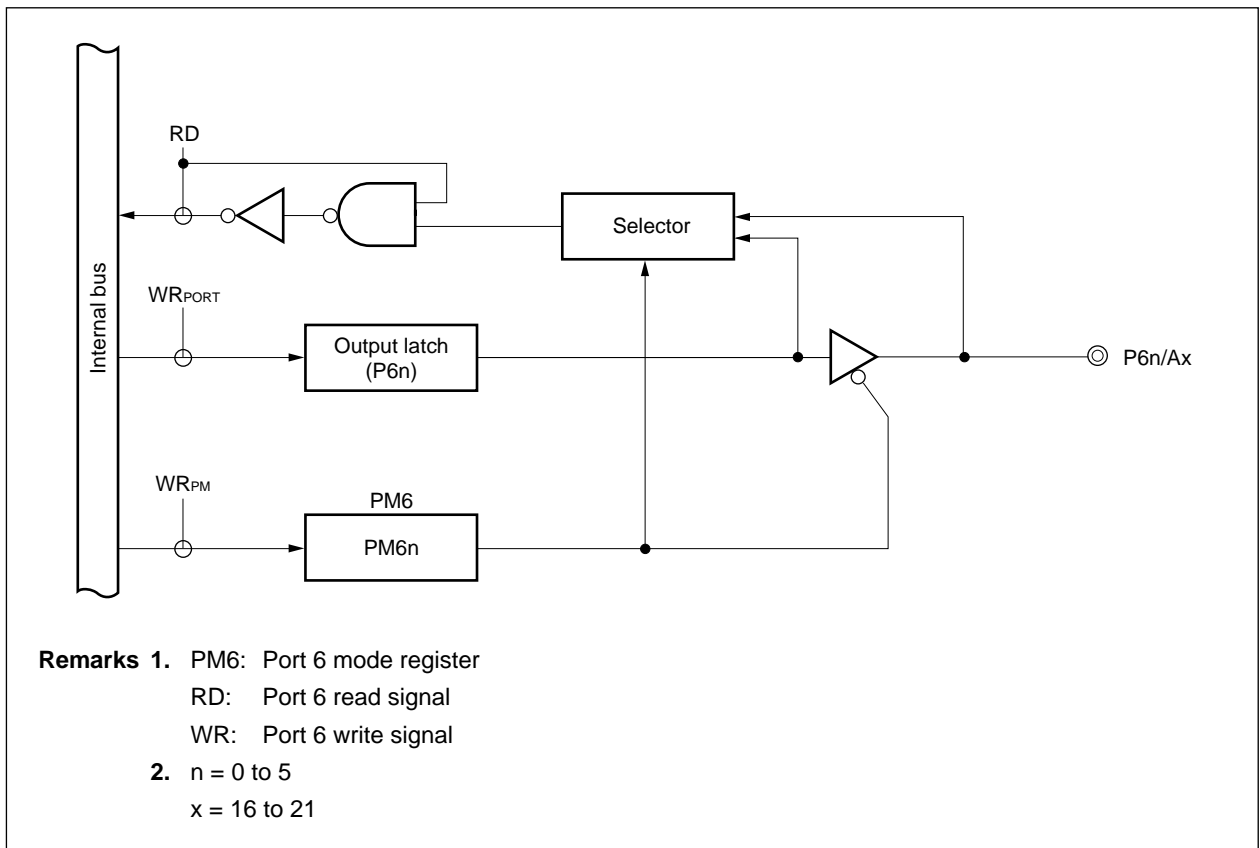 RD
Selector
Internal bus
WRPORT
Output latch
(P6n)
P6n/Ax
WRPM
PM6
PM6n
Remarks 1. PM6: Port 6 mode register
RD: Port 6 read signal
WR: Port 6 write signal
2. n = 0 to 5
x = 16 to 21